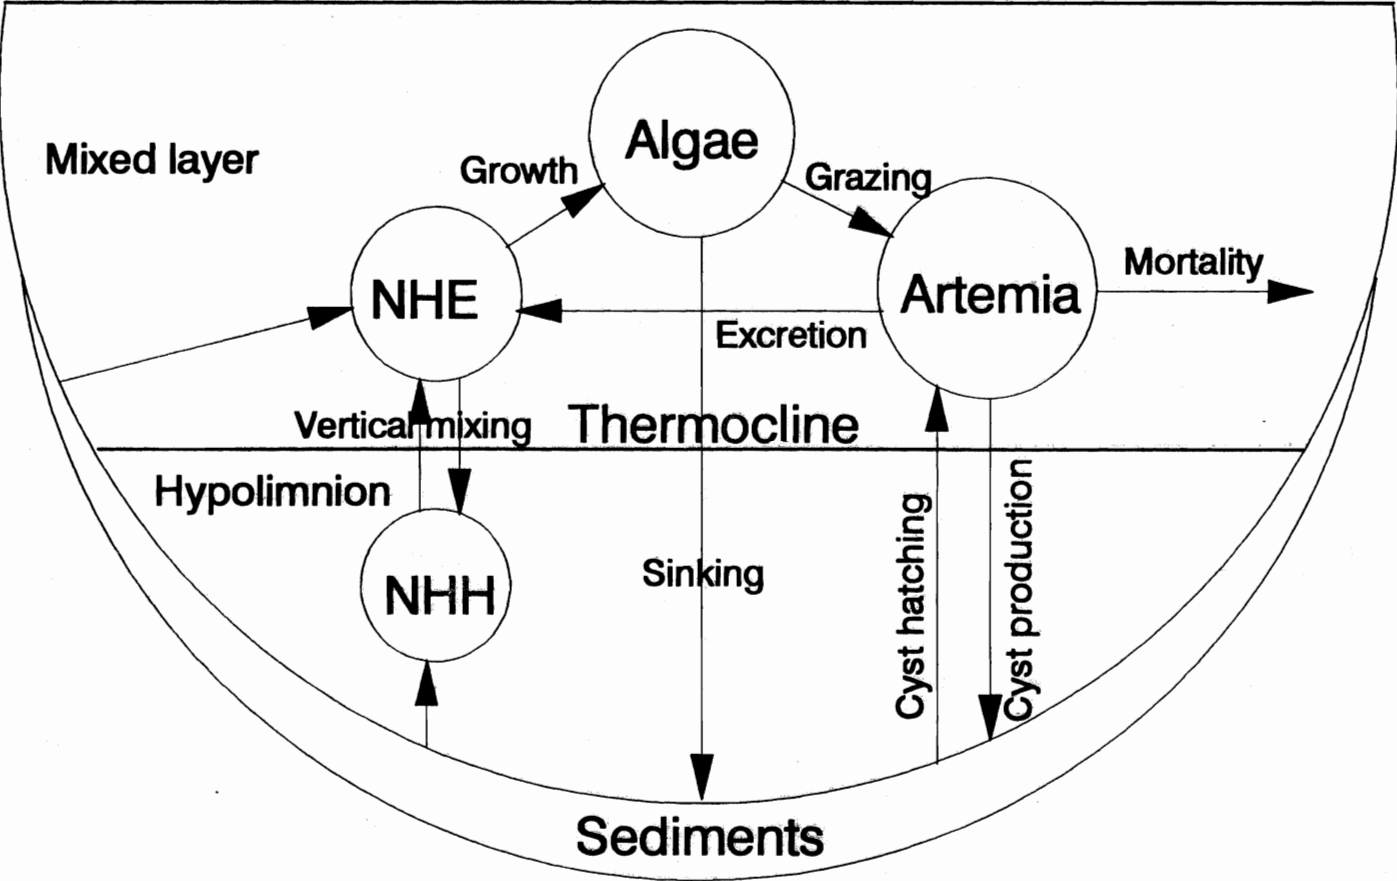 Algae
Mixed layer
Growth
Grazing
NHE
Artemia
Mortality
Excretion
Vertical mixing
Thermocline
Hypolimnion
NHH
Sinking
Cyst hatching
Cyst production
Sediments